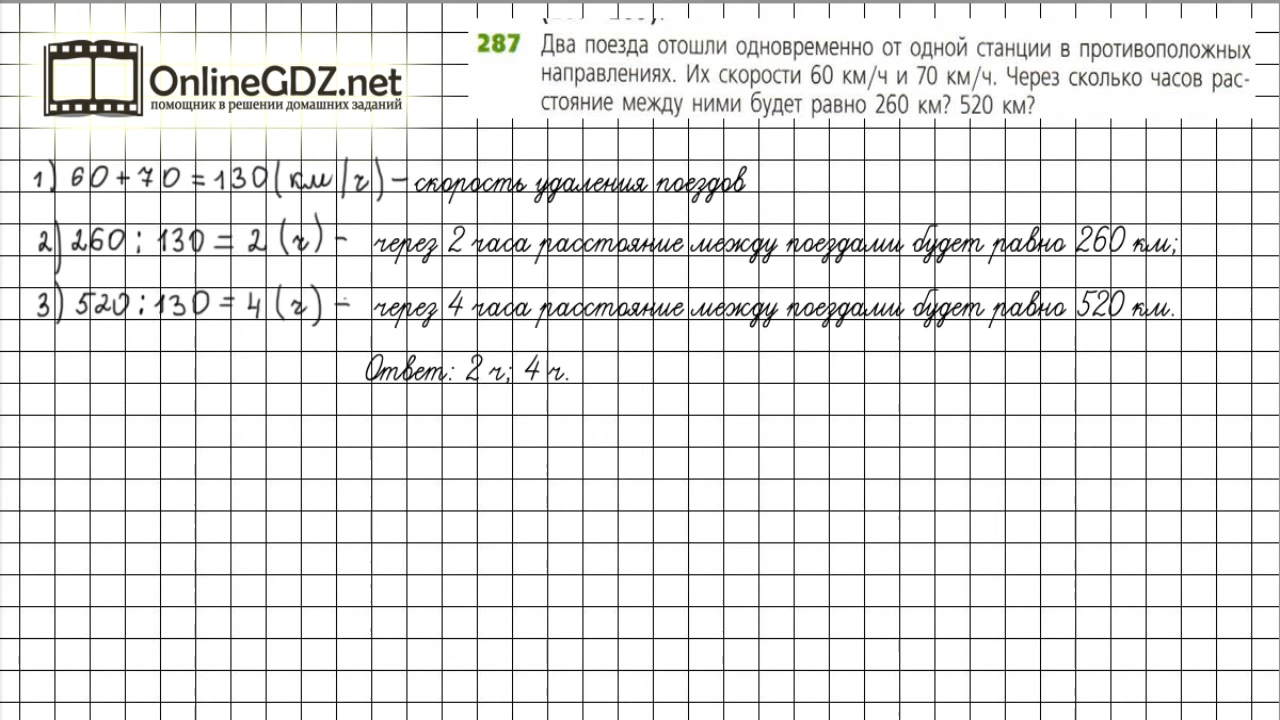 OnlineGDZ.net
помощник в решении домашних заданий
287 Два поезда отошли одновременно от одной станции в противоположных
направлениях. Их скорости 60 км/ч и 70 км/ч. Через сколько часов рас-
стояние между ними будет равно 260 км? 520 км?
1) 60 + 70 = 130 (км/ч) – скорость удаления поездов
2) 260 : 130 = 2 (ч) – через 2 часа расстояние между поездами будет равно 260 км;
3) 520 : 130 = 4 (ч) – через 4 часа расстояние между поездами будет равно 520 км.
Ответ: 2 ч; 4 ч.